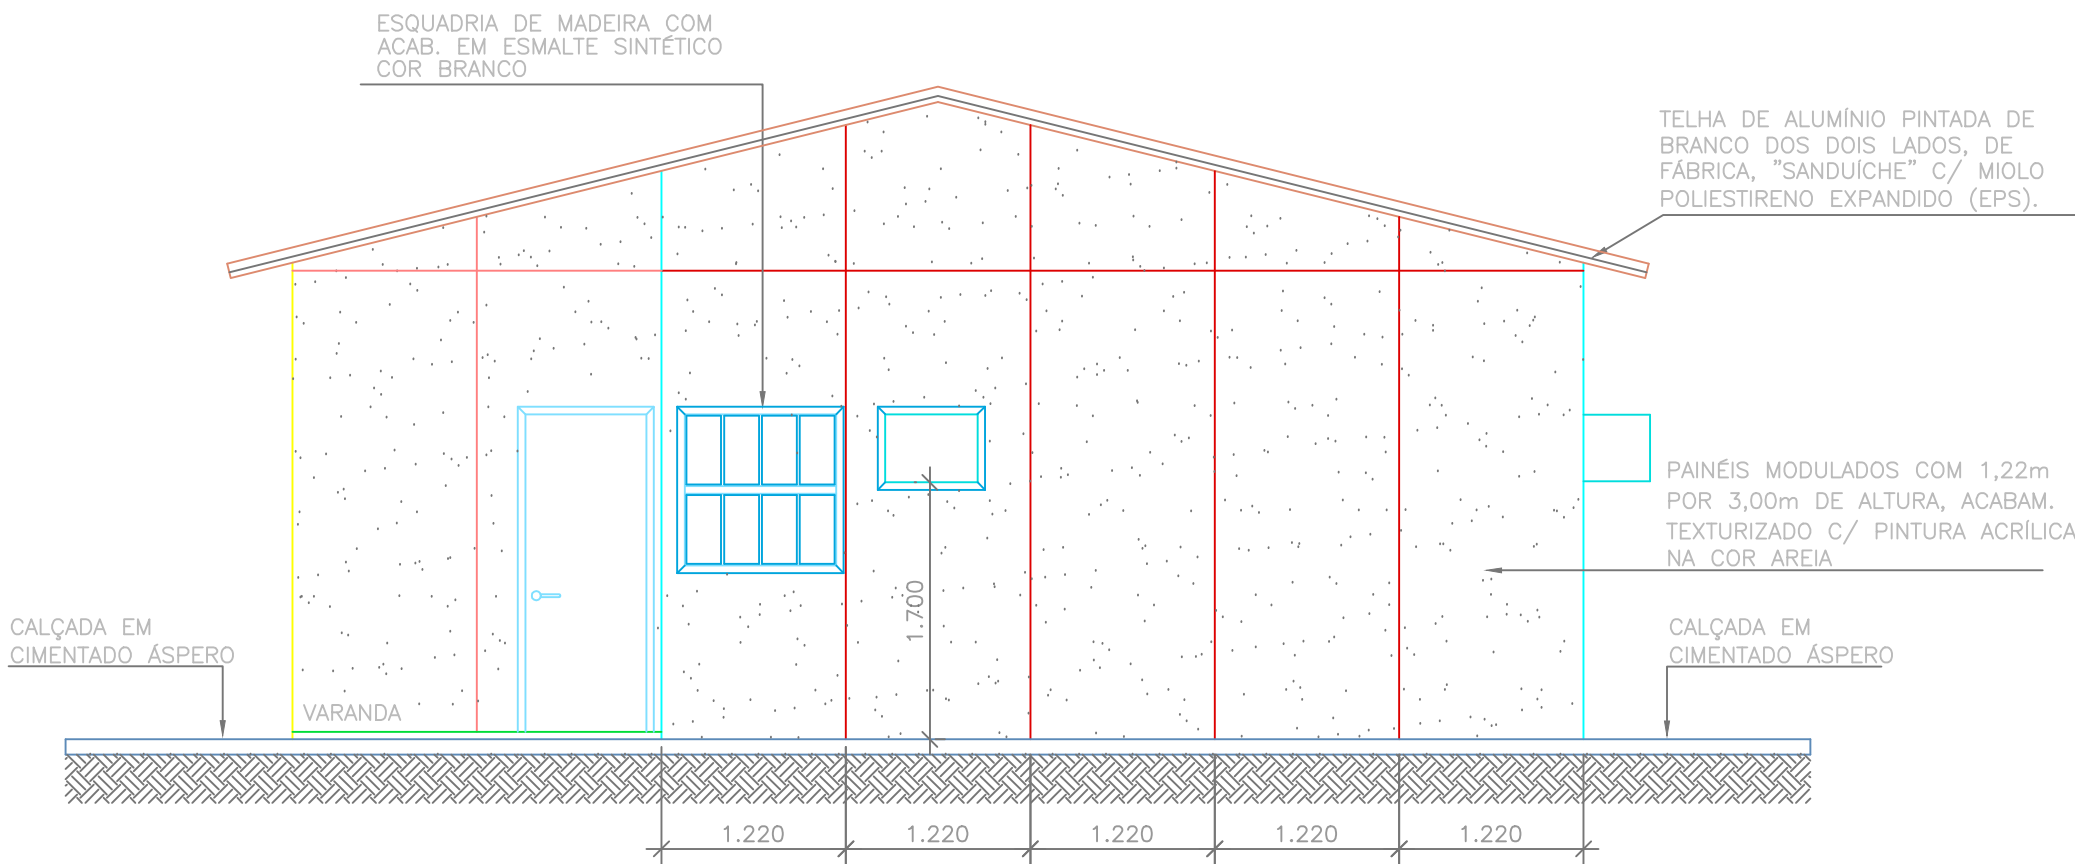 ESQUADRIA DE MADEIRA COM
ACAB. EM ESMALTE SINTÉTICO
COR BRANCO
TELHA DE ALUMÍNIO PINTADA DE
BRANCO DOS DOIS LADOS, DE
FÁBRICA, "SANDUÍCHE" C/ MIOLO
POLIESTIRENO EXPANDIDO (EPS).
PAINÉIS MODULADOS COM 1,22m
POR 3,00m DE ALTURA, ACABAM.
TEXTURIZADO C/ PINTURA ACRÍLICA
NA COR AREIA
1.700
CALÇADA EM
CIMENTADO ÁSPERO
CALÇADA EM
CIMENTADO ÁSPERO
VARANDA
1.220
1.220
1.220
1.220
1.220